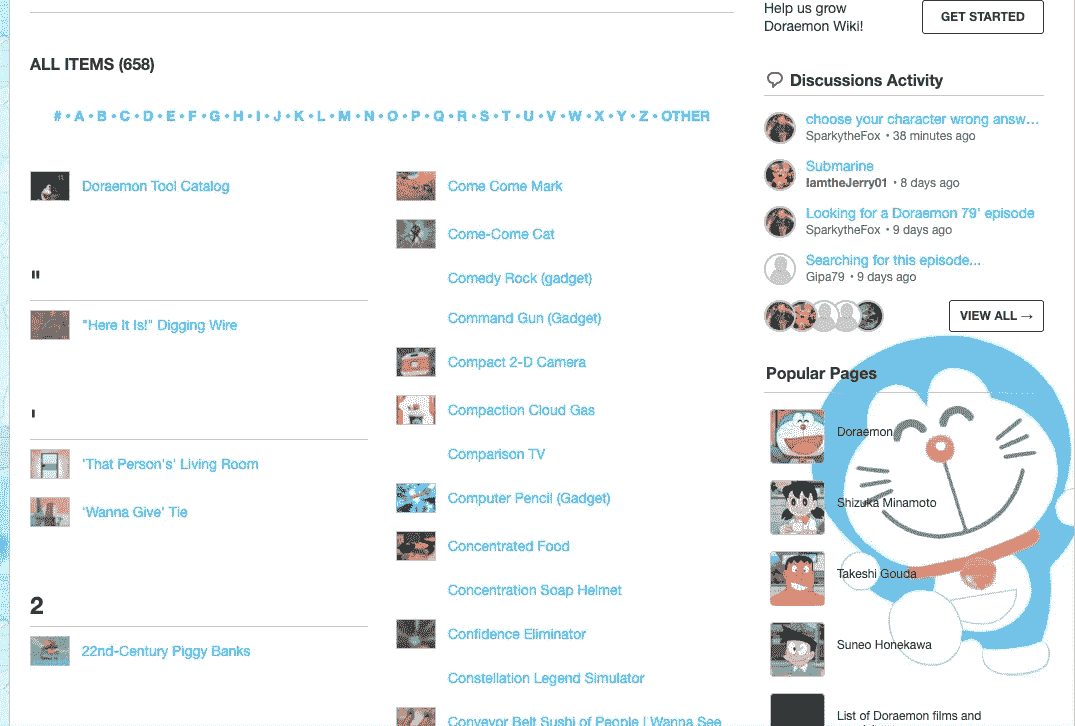 Help us grow
Doraemon Wiki!
GET STARTED
ALL ITEMS (658)
# • A • B • C • D • E • F • G • H • I • J • K • L • M • N • O • P • Q • R • S • T • U • V • W • X • Y • Z • OTHER
Doraemon Tool Catalog
"
"Here It Is!" Digging Wire
'
'That Person's' Living Room
'Wanna Give' Tie
2
22nd-Century Piggy Banks
Come Come Mark
Come-Come Cat
Comedy Rock (gadget)
Command Gun (Gadget)
Compact 2-D Camera
Compaction Cloud Gas
Comparison TV
Computer Pencil (Gadget)
Concentrated Food
Concentration Soap Helmet
Confidence Eliminator
Constellation Legend Simulator
Conveyor Belt Sushi of People I Wanna See
Discussions Activity
choose your character wrong answ...
SparkytheFox • 38 minutes ago
Submarine
IamtheJerry01 • 8 days ago
Looking for a Doraemon 79' episode
SparkytheFox • 9 days ago
Searching for this episode...
Gipa79 • 9 days ago
VIEW ALL →
Popular Pages
Doraemon
Shizuka Minamoto
Takeshi Gouda
Suneo Honekawa
List of Doraemon films and